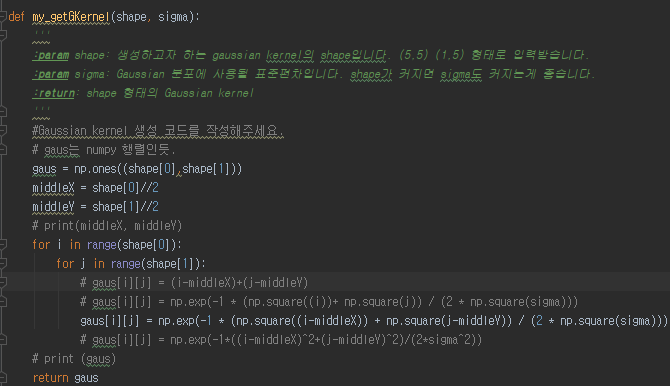 def my_getGKernel(shape, sigma):
    '''
    :param shape: 생성하고자 하는 gaussian kernel의 shape입니다. (5,5) (1,5) 형태로 입력받습니다.
    :param sigma: Gaussian 분포에 사용될 표준편차입니다. shape가 커지면 sigma도 커지는게 좋습니다.
    :return: shape 형태의 Gaussian kernel
    '''
    #Gaussian kernel 생성 코드를 작성해주세요.
    # gaus는 numpy 행렬인듯.
    gaus = np.ones((shape[0],shape[1]))
    middleX = shape[0]//2
    middleY = shape[1]//2
    # print(middleX, middleY)
    for i in range(shape[0]):
        for j in range(shape[1]):
            # gaus[i][j] = (i-middleX)+(j-middleY)
            # gaus[i][j] = np.exp(-1 * (np.square((i))+ np.square(j)) / (2 * np.square(sigma)))
            gaus[i][j] = np.exp(-1 * (np.square((i-middleX)) + np.square(j-middleY)) / (2 * np.square(sigma)))
            # gaus[i][j] = np.exp(-1*((i-middleX)^2+(j-middleY)^2)/(2*sigma^2))
    # print (gaus)
    return gaus